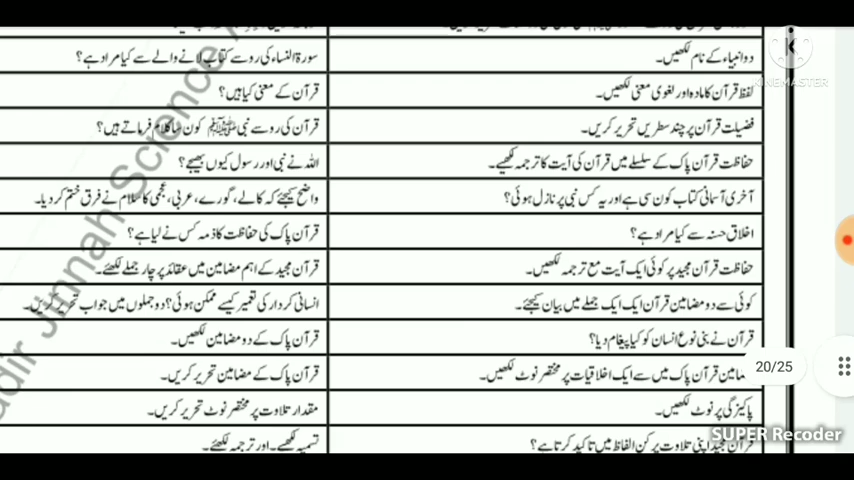 دو انبیاء کے نام لکھیں۔
سورۃ النساء کی رو سے کتاب لانے والے سے کیا مراد ہے؟
لفظ قرآن کا مادہ اور لغوی معنی لکھیں۔
قرآن کے معنی کیا ہیں؟
فضیلت قرآن پر چند سطریں تحریر کریں۔
قرآن کی رو سے نبی ﷺ کون سا کلام فرماتے ہیں؟
حفاظت قرآن پاک کے سلسلے میں قرآن کی آیت کا ترجمہ لکھیے۔
اللہ نے نبی اور رسول کیوں بھیجے؟
آخری آسمانی کتاب کون سی ہے اور یہ کس نبی پر نازل ہوئی؟
واضح کیجئے کہ کالے، گورے، عربی، عجمی کا اسلام نے فرق ختم کر دیا۔
اخلاق حسنہ سے کیا مراد ہے؟
قرآن پاک کی حفاظت کا ذمہ کس نے لیا ہے؟
حفاظت قرآن مجید پر کوئی ایک آیت مع ترجمہ لکھیں۔
قرآن مجید کے اہم مضامین میں عقائد پر چار جملے لکھئے۔
کوئی سے دو مضامین قرآن ایک ایک جملے میں بیان کیجئے۔
انسانی کردار کی تعمیر کیسے ممکن ہوئی؟ دو جملوں میں جواب تحریر کریں۔
قرآن نے بنی نوع انسان کو کیا پیغام دیا؟
قرآن پاک کے دو مضامین لکھیں۔
مضامین قرآن پاک میں سے ایک اخلاقیات پر مختصر نوٹ لکھیں۔
قرآن پاک کے مضامین تحریر کریں۔
پاکیزگی پر نوٹ لکھیں۔
مقدار تلاوت پر مختصر نوٹ تحریر کریں۔
قرآن مجید اپنی تلاوت پر کن الفاظ میں تاکید کرتا ہے؟
تسمیہ لکھیے۔ اور ترجمہ لکھئے۔
Jinnah Science
KINEMASTER
20/25
SUPER Recoder